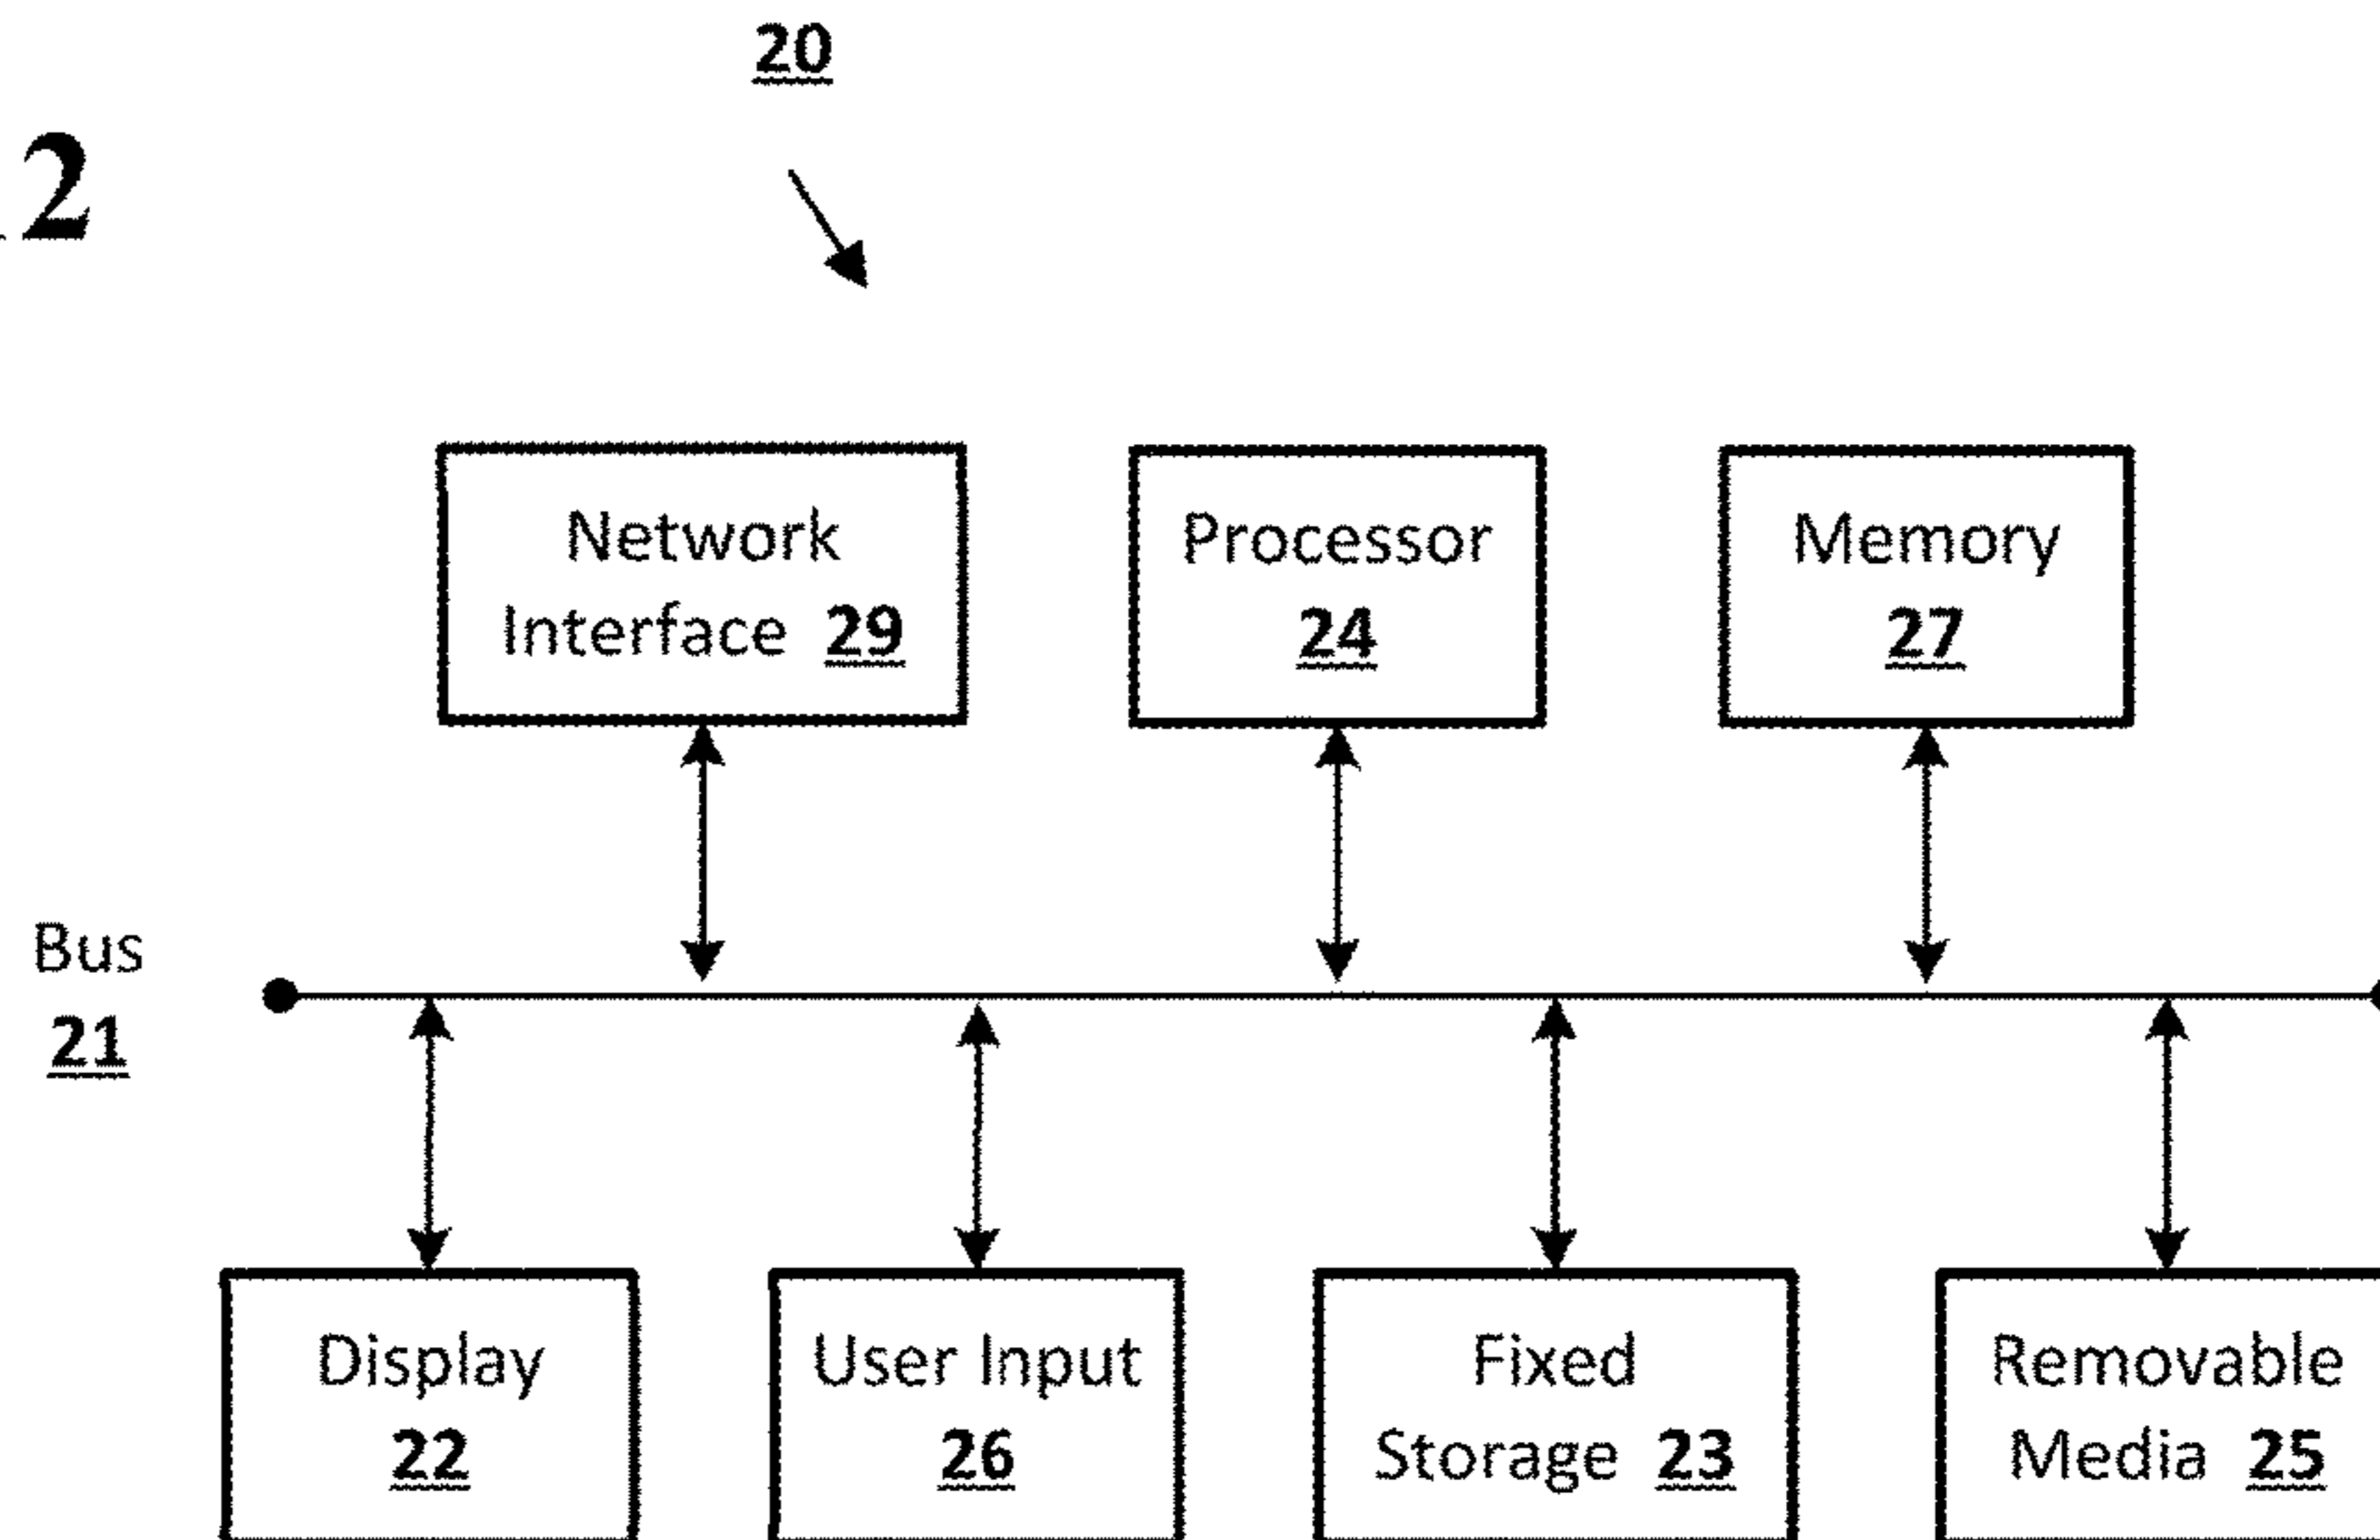 20
2
Network
Interface 29
Processor
24
Memory
27
Bus
21
Display
22
User Input
26
Fixed
Storage 23
Removable
Media 25